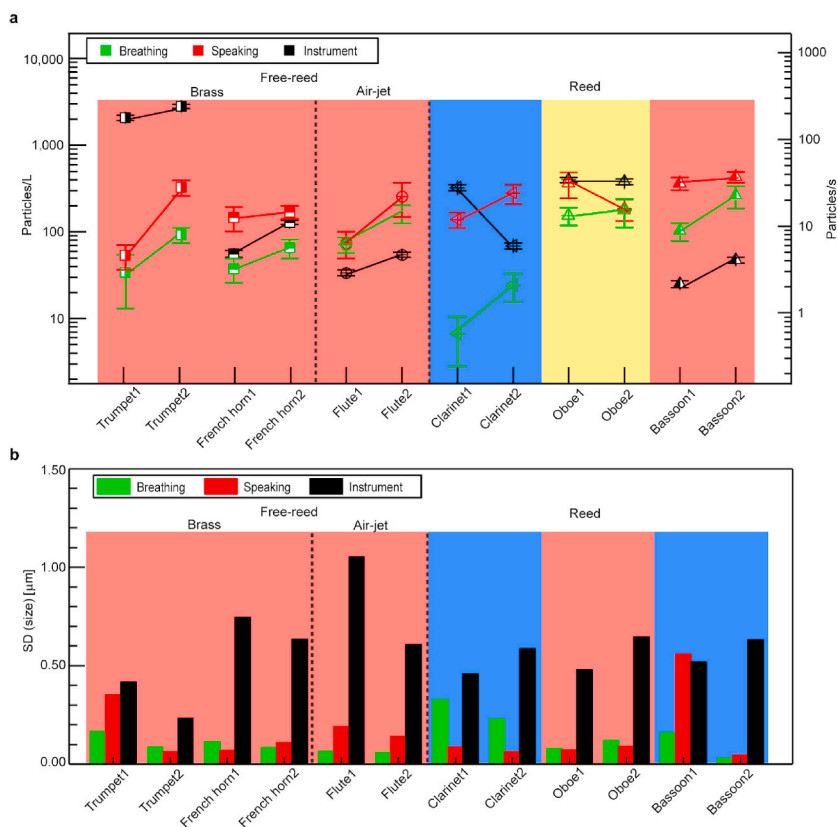 a
Breathing Speaking Instrument
Free-reed
Brass Air-jet Reed
10,000
1,000
100
10
Particles/L
1000
100
10
1
Particles/s
Trumpet1 Trumpet2 French horn1 French horn2 Flute1 Flute2 Clarinet1 Clarinet2 Oboe1 Oboe2 Bassoon1 Bassoon2
b
Breathing Speaking Instrument
Free-reed
Brass Air-jet Reed
1.50
1.00
0.50
0.00
SD (size) [µm]
Trumpet1 Trumpet2 French horn1 French horn2 Flute1 Flute2 Clarinet1 Clarinet2 Oboe1 Oboe2 Bassoon1 Bassoon2